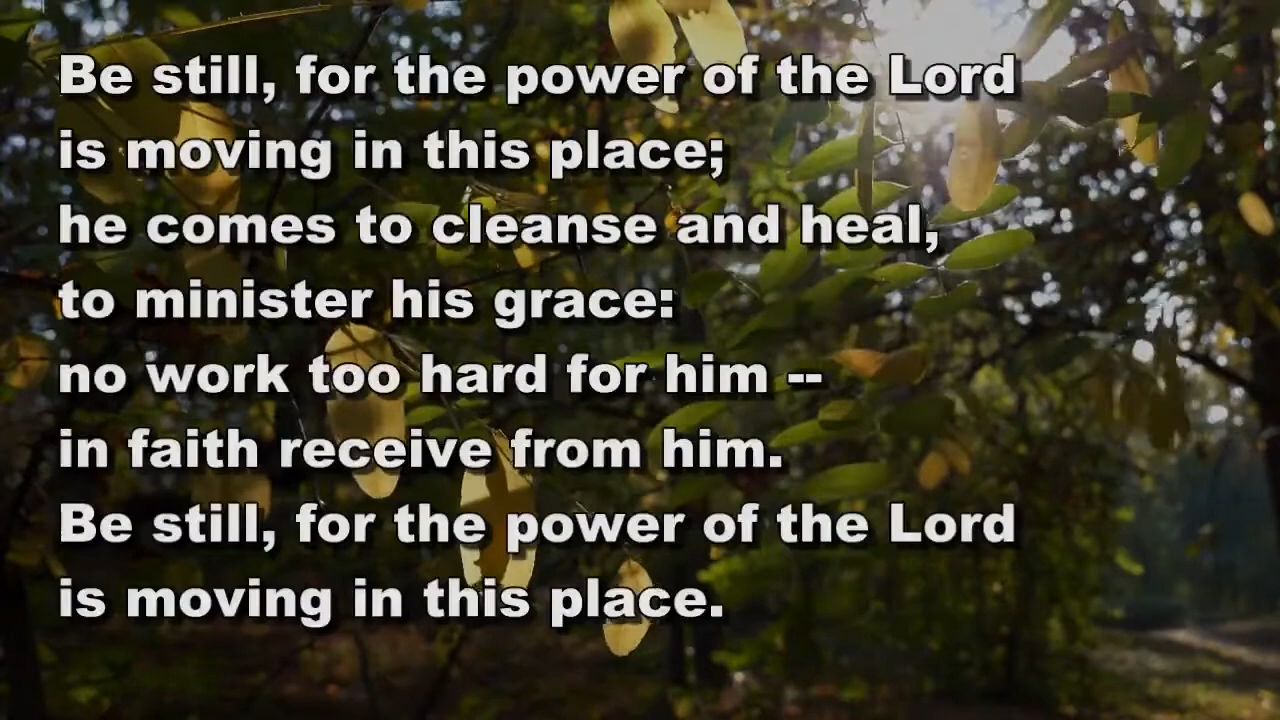 Be still, for the power of the Lord
is moving in this place;
he comes to cleanse and heal,
to minister his grace:
no work too hard for him --
in faith receive from him.
Be still, for the power of the Lord
is moving in this place.